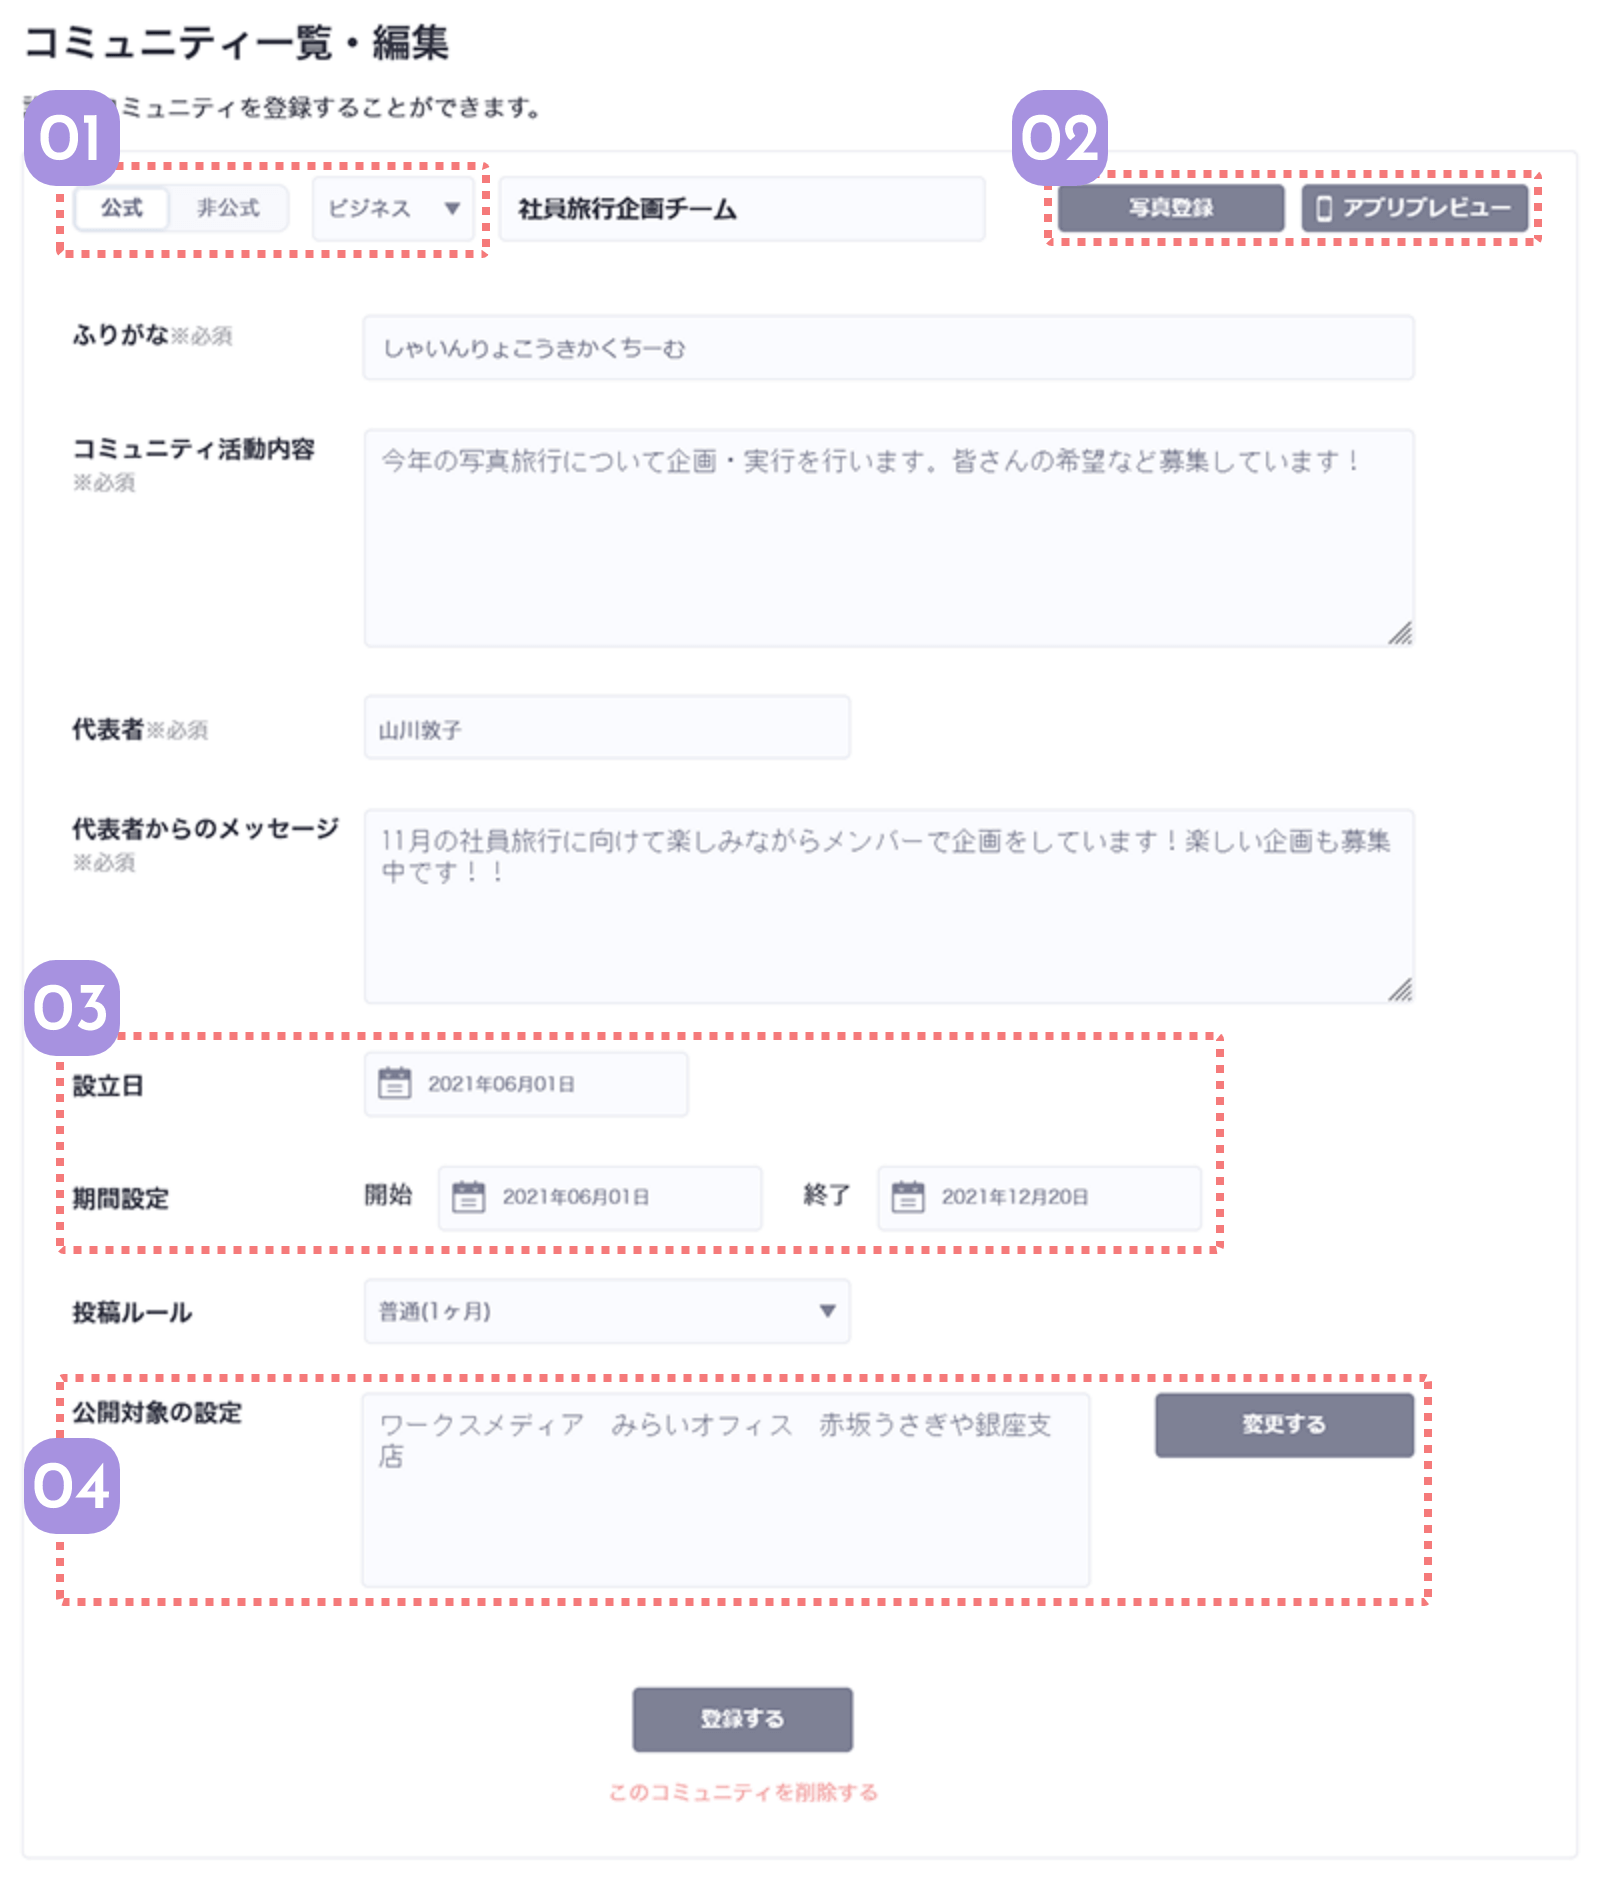 コミュニティ一覧・編集
ミュニティを登録することができます。
01
02
公式 非公式 ビジネス ▼ 社員旅行企画チーム 写真登録 アプリプレビュー
ふりがな※必須 しゃいんりょこうきかくちーむ
コミュニティ活動内容 今年の写真旅行について企画・実行を行います。皆さんの希望など募集しています！
※必須
代表者※必須 山川敦子
代表者からのメッセージ 11月の社員旅行に向けて楽しみながらメンバーで企画をしています！楽しい企画も募集
※必須 中です！！
03
設立日 2021年06月01日
期間設定 開始 2021年06月01日 終了 2021年12月20日
投稿ルール 普通(1ヶ月) ▼
公開対象の設定 ワークスメディア　みらいオフィス　赤坂うさぎや銀座支 変更する
店
04
登録する
このコミュニティを削除する